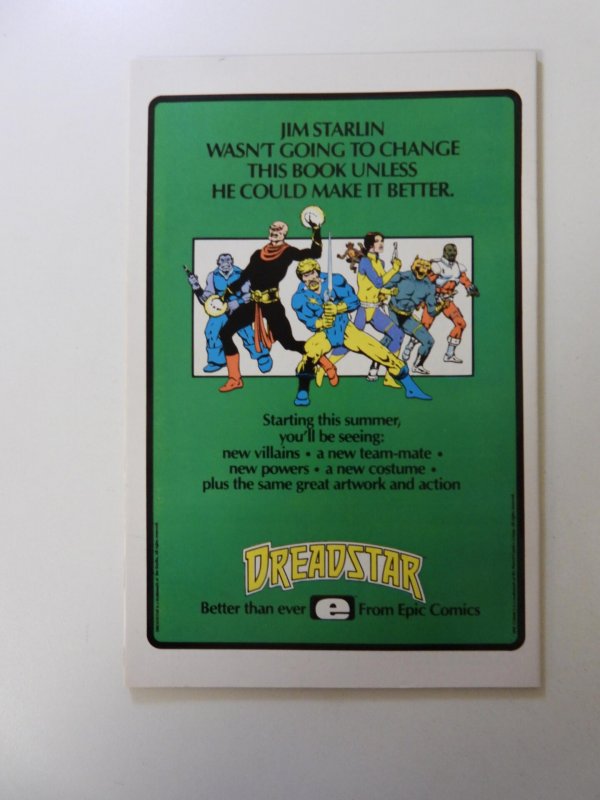 JIM STARLIN
WASN'T GOING TO CHANGE
THIS BOOK UNLESS
HE COULD MAKE IT BETTER.
Starting this summer,
you'll be seeing:
new villains • a new team-mate •
new powers • a new costume •
plus the same great artwork and action
DREADSTAR
Better than ever e From Epic Comics